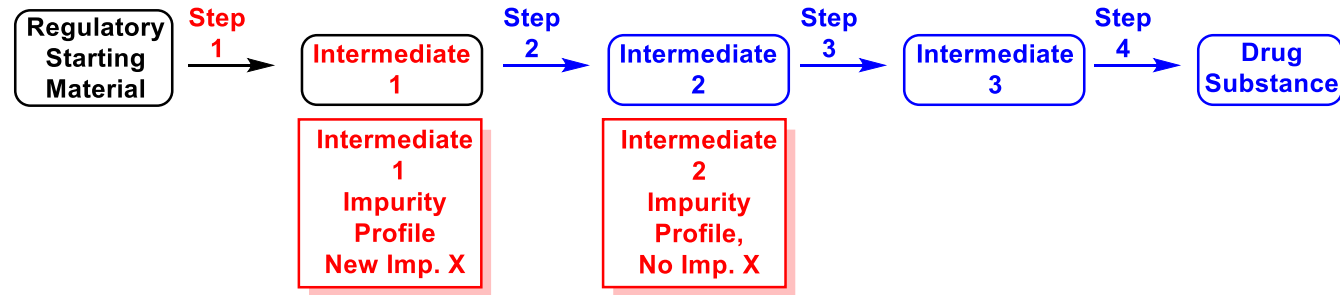 Regulatory
Starting
Material
Step
1
Intermediate
1
Step
2
Intermediate
2
Step
3
Intermediate
3
Step
4
Drug
Substance
Intermediate
1
Impurity
Profile
New Imp. X
Intermediate
2
Impurity
Profile,
No Imp. X